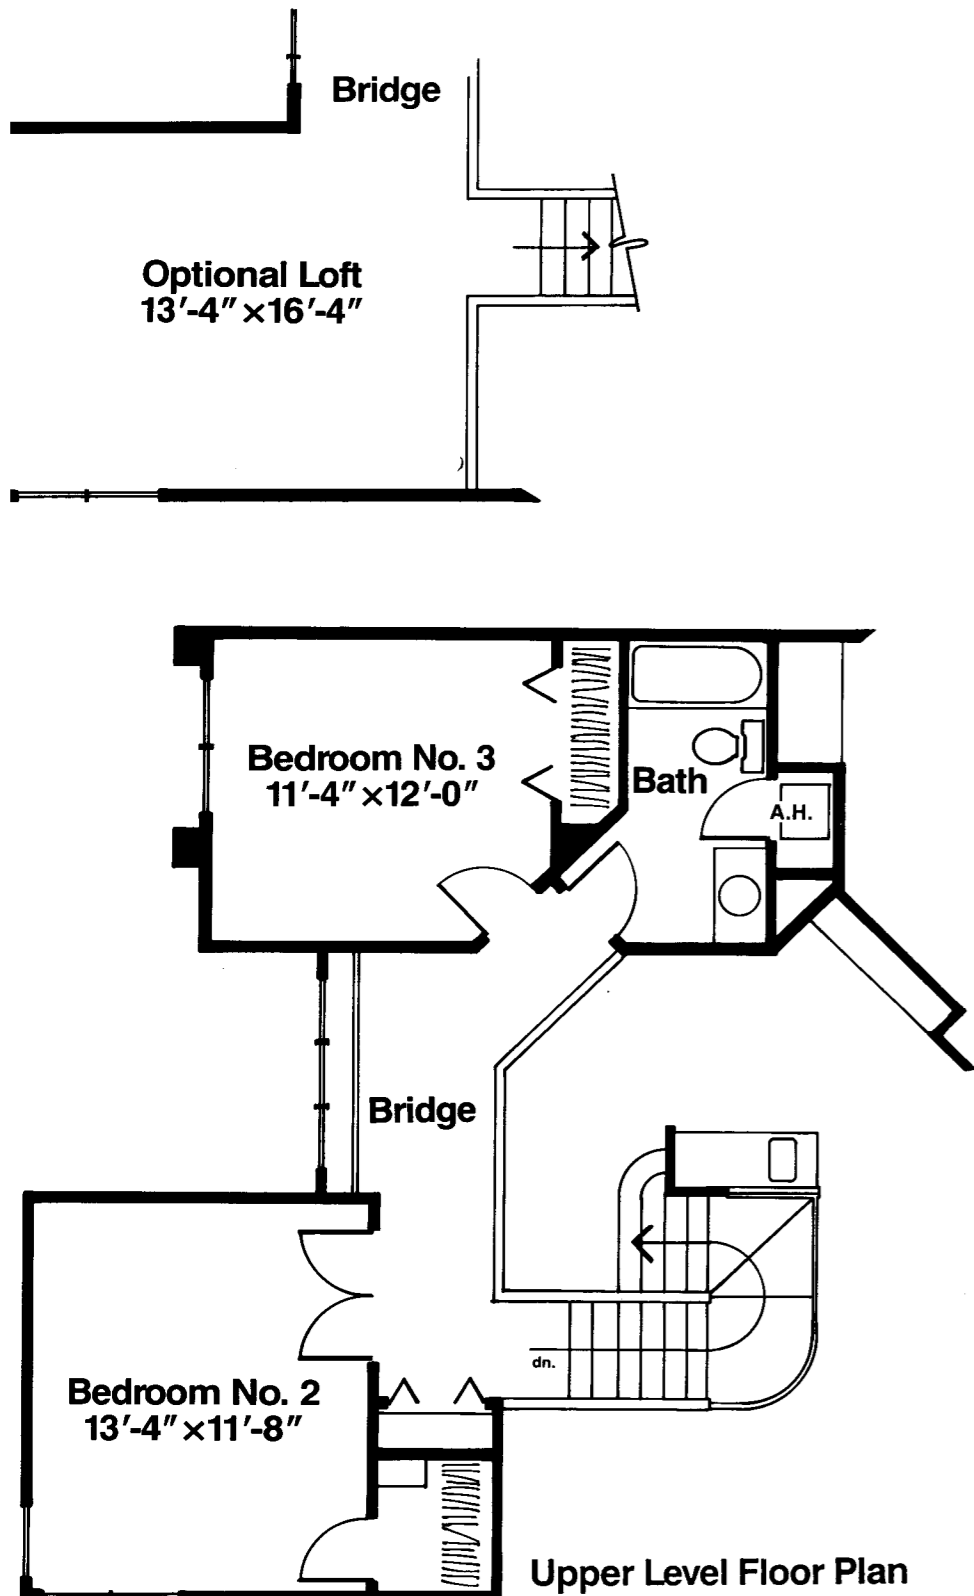 Bridge
Optional Loft
13'-4" ×16'-4"
Bedroom No. 3
11'-4" ×12'-0"
Bath
A.H.
Bridge
dn.
Bedroom No. 2
13'-4" ×11'-8"
Upper Level Floor Plan